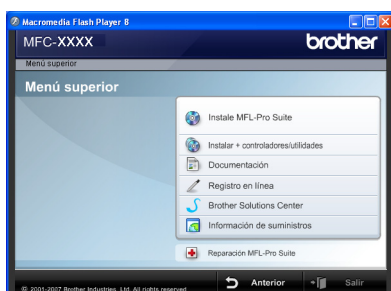 Macromedia Flash Player 8
MFC-XXXX
brother
Menú superior
Menú superior
Instale MFL-Pro Suite
Instalar + controladores/utilidades
Documentación
Registro en línea
Brother Solutions Center
Información de suministros
Reparación MFL-Pro Suite
© 2001-2007 Brother Industries, Ltd. All rights reserved.
Anterior
Salir